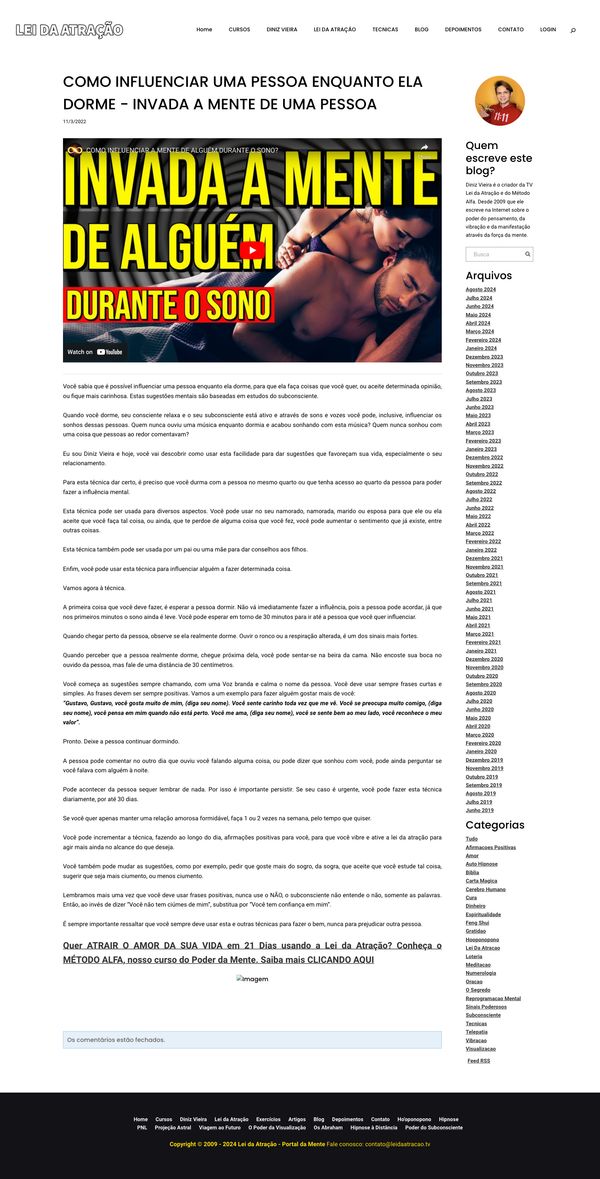 LEI DA ATRAÇÃO
Home CURSOS DINIZ VIEIRA LEI DA ATRAÇÃO TECNICAS BLOG DEPOIMENTOS CONTATO LOGIN
COMO INFLUENCIAR UMA PESSOA ENQUANTO ELA
DORME - INVADA A MENTE DE UMA PESSOA
11/3/2022
COMO INFLUENCIAR A MENTE DE ALGUÉM DURANTE O SONO?
INVADA A MENTE
DE ALGUÉM
DURANTE O SONO
Watch on YouTube
Você sabia que é possível influenciar uma pessoa enquanto ela dorme, para que ela faça coisas que você quer, ou aceite determinada opinião,
ou fique mais carinhosa. Estas sugestões mentais são baseadas em estudos do subconsciente.
Quando você dorme, seu conciente relaxa e o seu subconsciente está ativo e através de sons e vozes você pode, inclusive, influenciar os
sonhos dessas pessoas. Quem nunca ouviu uma música enquanto dormia e acabou sonhando com esta música? Quem nunca sonhou com
uma coisa que pessoas ao redor comentavam?
Eu sou Diniz Vieira e hoje, você vai descobrir como usar esta facilidade para dar sugestões que favoreçam sua vida, especialmente o seu
relacionamento.
Para esta técnica dar certo, é preciso que você durma com a pessoa no mesmo quarto ou que tenha acesso ao quarto da pessoa para poder
fazer a influência mental.
Esta técnica pode ser usada para diversos aspectos. Você pode usar no seu namorado, namorada, marido ou esposa para que ele ou ela
aceite que você faça tal coisa, ou ainda, que te perdoe de alguma coisa que você fez, você pode aumentar o sentimento que já existe, entre
outras coisas.
Esta técnica também pode ser usada por um pai ou uma mãe para dar conselhos aos filhos.
Enfim, você pode usar esta técnica para influenciar alguém a fazer determinada coisa.
Vamos agora à técnica.
A primeira coisa que você deve fazer, é esperar a pessoa dormir. Não vá imediatamente fazer a influência, pois a pessoa pode acordar, já que
nos primeiros minutos o sono ainda é leve. Você pode esperar em torno de 30 minutos para ir até a pessoa que você quer influenciar.
Quando chegar perto da pessoa, observe se ela realmente dorme. Ouvir o ronco ou a respiração alterada, é um dos sinais mais fortes.
Quando perceber que a pessoa realmente dorme, chegue próxima dela, você pode sentar-se na beira da cama. Não encoste sua boca no
ouvido da pessoa, mas fale de uma distância de 30 centímetros.
Você começa as sugestões sempre chamando, com uma Voz branda e calma o nome da pessoa. Você deve usar sempre frases curtas e
simples. As frases devem ser sempre positivas. Vamos a um exemplo para fazer alguém gostar mais de você:
"Gustavo, Gustavo, você gosta muito de mim, (diga seu nome). Você sente carinho toda vez que me vê. Você se preocupa muito comigo, (diga
seu nome), você pensa em mim quando não está perto. Você me ama, (diga seu nome), você se sente bem ao meu lado, você reconhece o meu
valor".
Pronto. Deixe a pessoa continuar dormindo.
A pessoa pode comentar no outro dia que ouviu você falando alguma coisa, ou pode dizer que sonhou com você, pode ainda perguntar se
você falava com alguém à noite.
Pode acontecer da pessoa sequer lembrar de nada. Por isso é importante persistir. Se seu caso é urgente, você pode fazer esta técnica
diariamente, por até 30 dias.
Se você quer apenas manter uma relação amorosa formidável, faça 1 ou 2 vezes na semana, pelo tempo que quiser.
Você pode incrementar a técnica, fazendo ao longo do dia, afirmações positivas para você, para que você vibre e ative a lei da atração para
agir mais ainda no alcance do que deseja.
Você também pode mudar as sugestões, como por exemplo, pedir que goste mais do sogro, da sogra, que aceite que você estude tal coisa,
sugerir que seja mais ciumento, ou menos ciumento.
Lembramos mais uma vez que você deve usar frases positivas, nunca use o NÃO, o subconsciente não entende o não, somente as palavras.
Então, ao invés de dizer "Você não tem ciúmes de mim", substitua por "Você tem confiança em mim".
É sempre importante ressaltar que você sempre deve usar esta e outras técnicas para fazer o bem, nunca para prejudicar outra pessoa.
Quer ATRAIR O AMOR DA SUA VIDA em 21 Dias usando a Lei da Atração? Conheça o
MÉTODO ALFA, nosso curso do Poder da Mente. Saiba mais CLICANDO AQUI
Imagem
Os comentários estão fechados.
11:11
Quem
escreve este
blog?
Diniz Vieira é o criador da TV
Lei da Atração e do Método
Alfa. Desde 2009 que ele
escreve na Internet sobre o
poder do pensamento, da
vibração e da manifestação
através da força da mente.
Busca
Arquivos
Agosto 2024
Julho 2024
Junho 2024
Maio 2024
Abril 2024
Março 2024
Fevereiro 2024
Janeiro 2024
Dezembro 2023
Novembro 2023
Outubro 2023
Setembro 2023
Agosto 2023
Julho 2023
Junho 2023
Maio 2023
Abril 2023
Março 2023
Fevereiro 2023
Janeiro 2023
Dezembro 2022
Novembro 2022
Outubro 2022
Setembro 2022
Agosto 2022
Julho 2022
Junho 2022
Maio 2022
Abril 2022
Março 2022
Fevereiro 2022
Janeiro 2022
Dezembro 2021
Novembro 2021
Outubro 2021
Setembro 2021
Agosto 2021
Julho 2021
Junho 2021
Maio 2021
Abril 2021
Março 2021
Fevereiro 2021
Janeiro 2021
Dezembro 2020
Novembro 2020
Outubro 2020
Setembro 2020
Agosto 2020
Julho 2020
Junho 2020
Maio 2020
Abril 2020
Março 2020
Fevereiro 2020
Janeiro 2020
Dezembro 2019
Novembro 2019
Outubro 2019
Setembro 2019
Agosto 2019
Julho 2019
Junho 2019
Categorias
Tudo
Afirmacoes Positivas
Amor
Auto Hipnose
Biblia
Carta Magica
Cerebro Humano
Cura
Dinheiro
Espiritualidade
Feng Shui
Gratidao
Hooponopono
Lei Da Atracao
Loteria
Meditacao
Numerologia
Oracao
O Segredo
Reprogramacao Mental
Sinais Poderosos
Subconsciente
Tecnicas
Telepatia
Vibracao
Visualizacao
Feed RSS
Home Cursos Diniz Vieira Lei da Atração Exercícios Artigos Blog Depoimentos Contato Ho'oponopono Hipnose
PNL Projeção Astral Viagem ao Futuro O Poder da Visualização Os Abraham Hipnose à Distância Poder do Subconsciente
Copyright © 2009 - 2024 Lei da Atração - Portal da Mente Fale conosco: contato@leidaatracao.tv